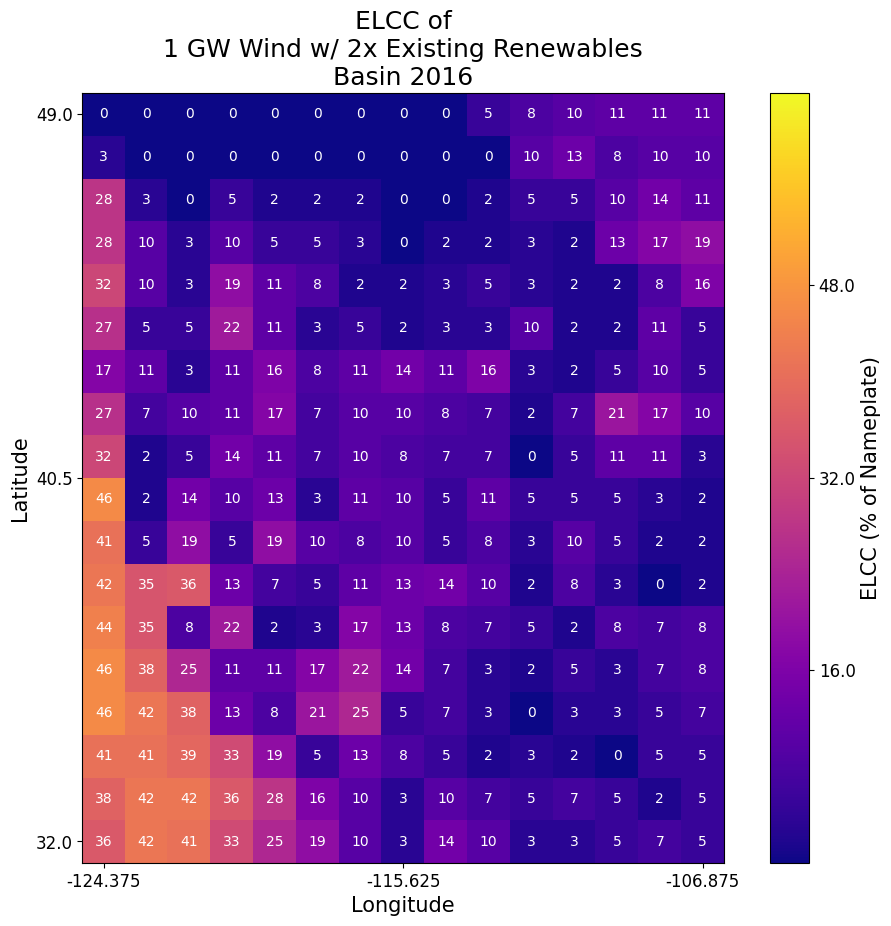 ELCC of
1 GW Wind w/ 2x Existing Renewables
Basin 2016
49.0
0 0 0 0 0 0 0 0 0 5 8 10 11 11 11
3 0 0 0 0 0 0 0 0 0 10 13 8 10 10
28 3 0 5 2 2 2 0 0 2 5 5 10 14 11
28 10 3 10 5 5 3 0 2 2 3 2 13 17 19
32 10 3 19 11 8 2 2 3 5 3 2 2 8 16
27 5 5 22 11 3 5 2 3 3 10 2 2 11 5
17 11 3 11 16 8 11 14 11 16 3 2 5 10 5
27 7 10 11 17 7 10 10 8 7 2 7 21 17 10
32 2 5 14 11 7 10 8 7 7 0 5 11 11 3
40.5
46 2 14 10 13 3 11 10 5 11 5 5 5 3 2
41 5 19 5 19 10 8 10 5 8 3 10 5 2 2
42 35 36 13 7 5 11 13 14 10 2 8 3 0 2
44 35 8 22 2 3 17 13 8 7 5 2 8 7 8
46 38 25 11 11 17 22 14 7 3 2 5 3 7 8
46 42 38 13 8 21 25 5 7 3 0 3 3 5 7
41 41 39 33 19 5 13 8 5 2 3 2 0 5 5
38 42 42 36 28 16 10 3 10 7 5 7 5 2 5
32.0
36 42 41 33 25 19 10 3 14 10 3 3 5 7 5
-124.375 -115.625 -106.875
Longitude
Latitude
48.0
32.0
16.0
ELCC (% of Nameplate)